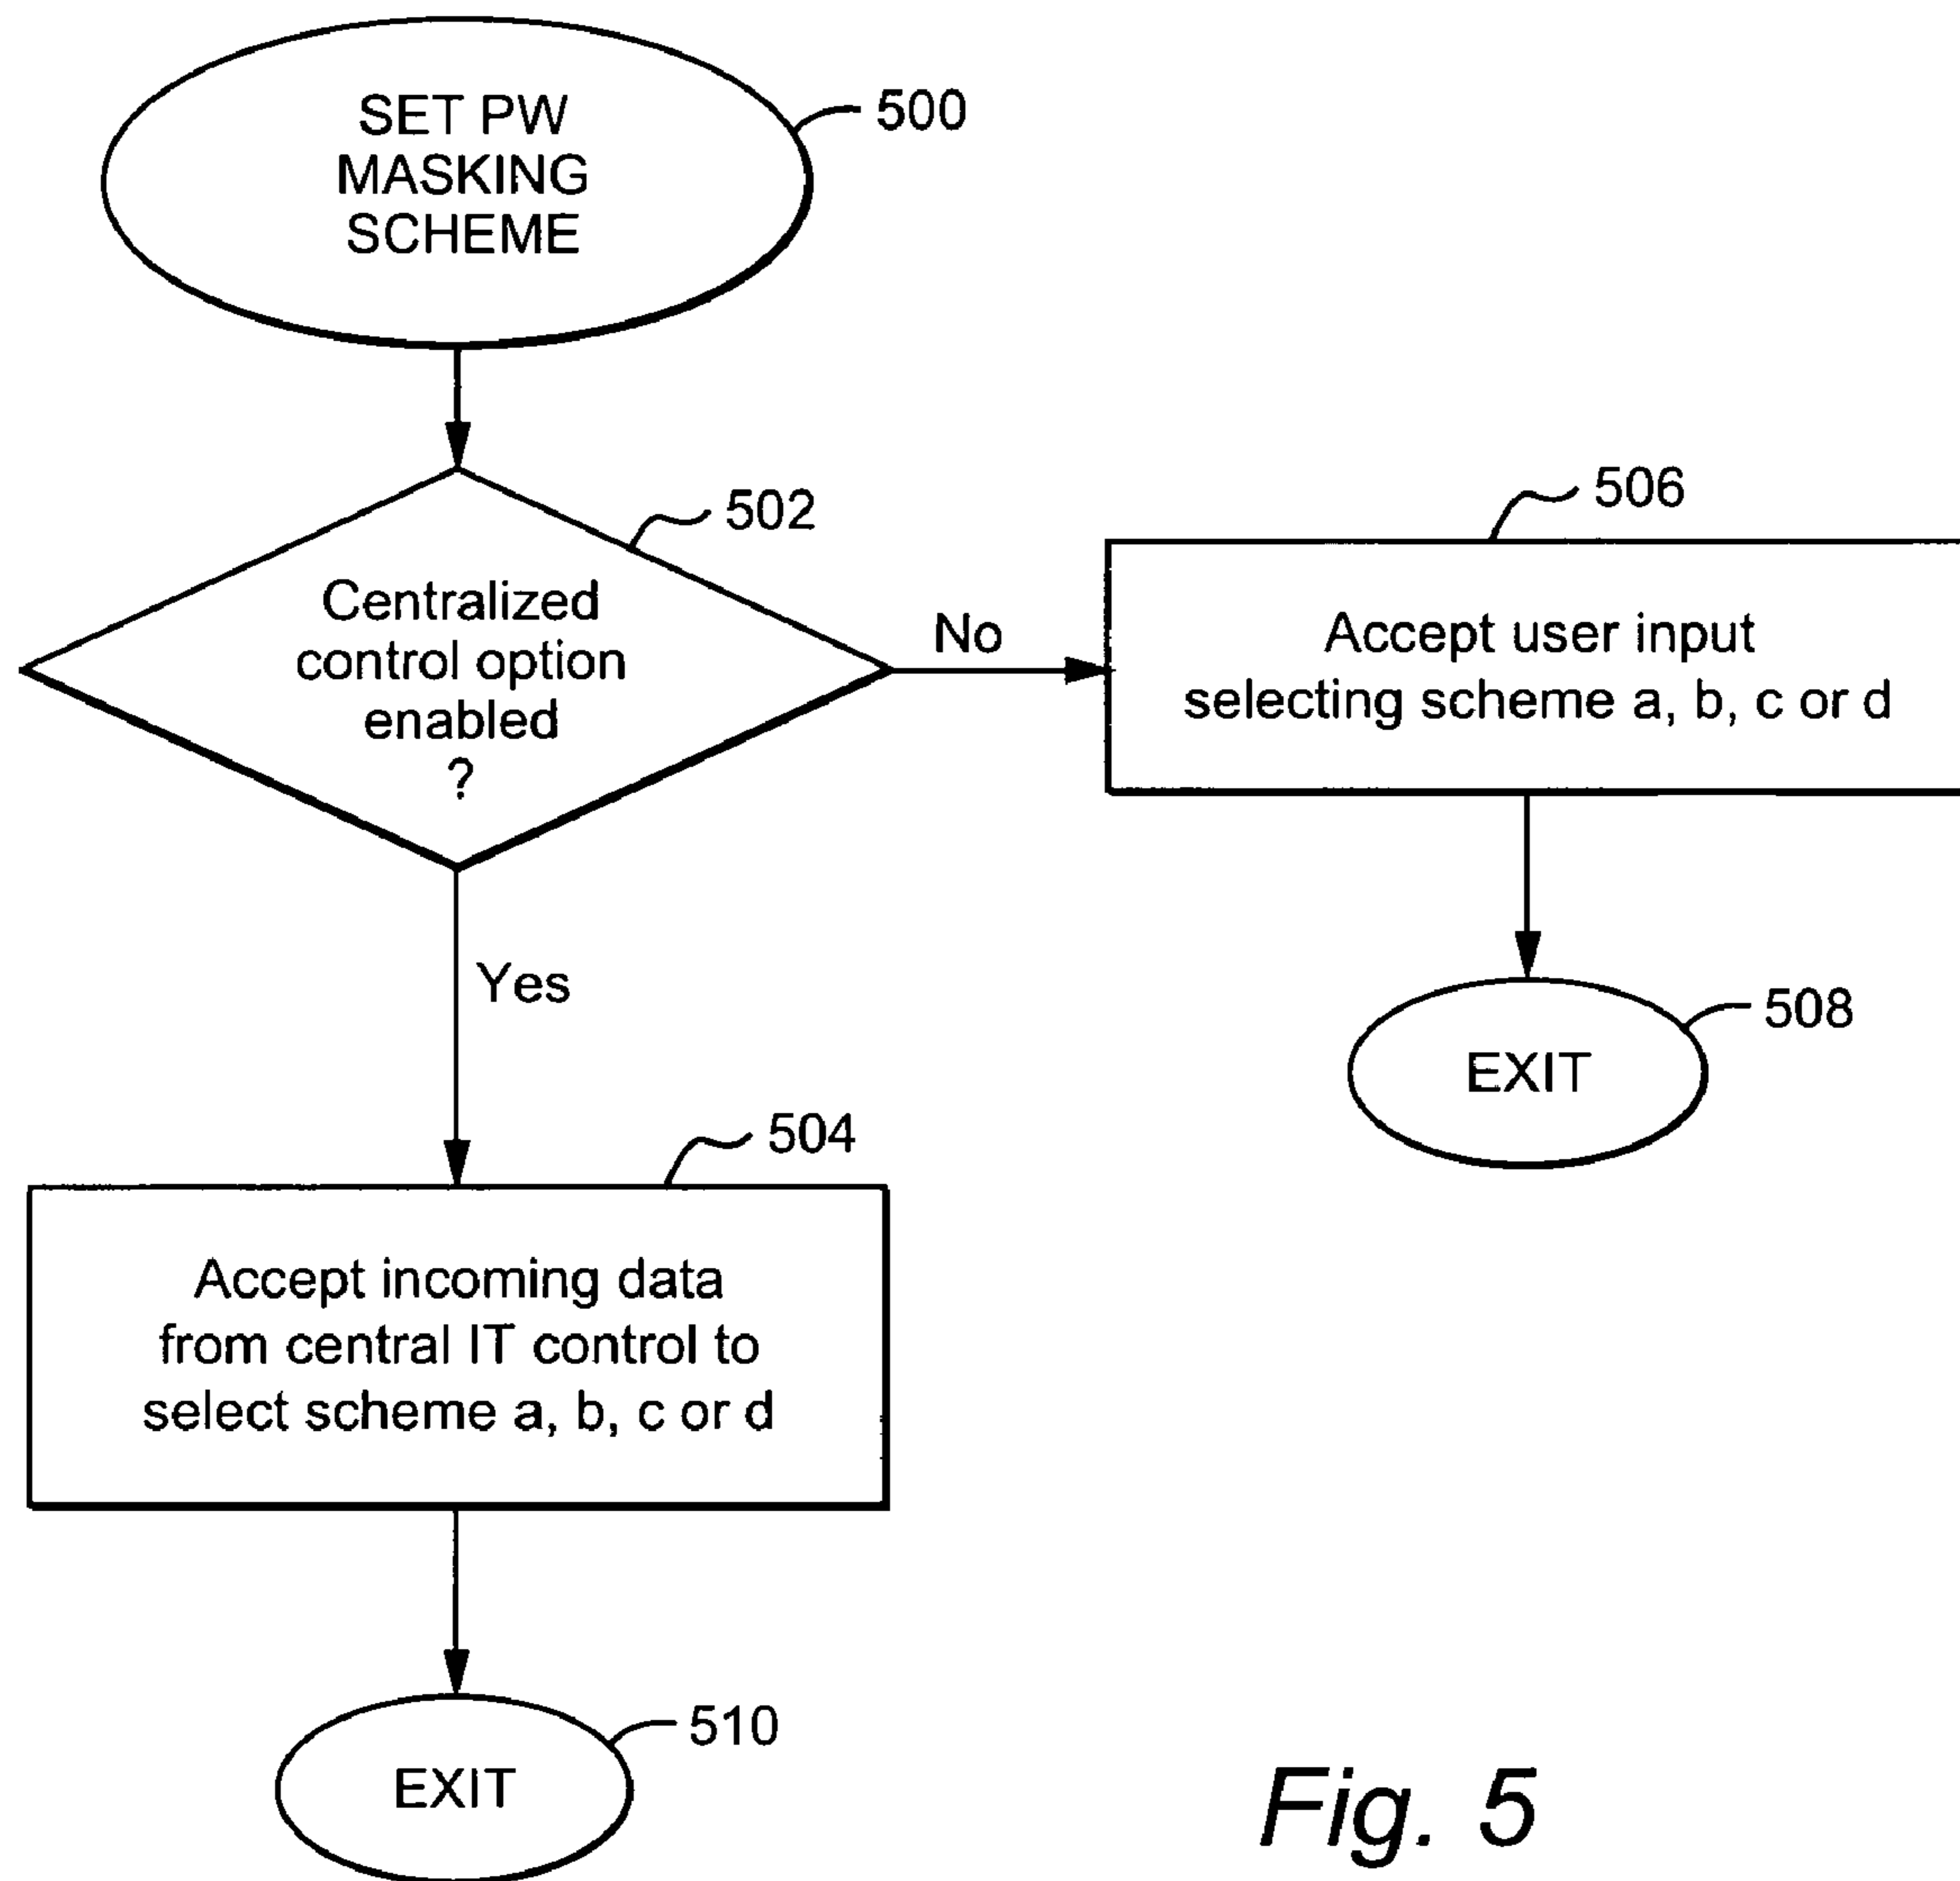 SET PW
MASKING
SCHEME
500
502
Centralized
control option
enabled
?
No
506
Accept user input
selecting scheme a, b, c or d
508
EXIT
Yes
504
Accept incoming data
from central IT control to
select scheme a, b, c or d
510
EXIT
Fig. 5